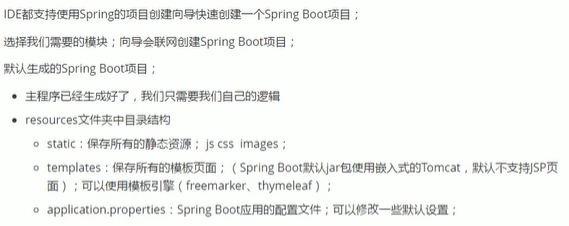 IDE都支持使用Spring的项目创建向导快速创建一个Spring Boot项目；
选择我们需要的模块；向导会联网创建Spring Boot项目；
默认生成的Spring Boot项目；
• 主程序已经生成好了，我们只需要我们自己的逻辑
• resources文件夹中目录结构
○ static：保存所有的静态资源； js css images；
○ templates：保存所有的模板页面；（Spring Boot默认jar包使用嵌入式的Tomcat，默认不支持JSP页
面）；可以使用模板引擎（freemarker、thymeleaf）；
○ application.properties：Spring Boot应用的配置文件；可以修改一些默认设置；